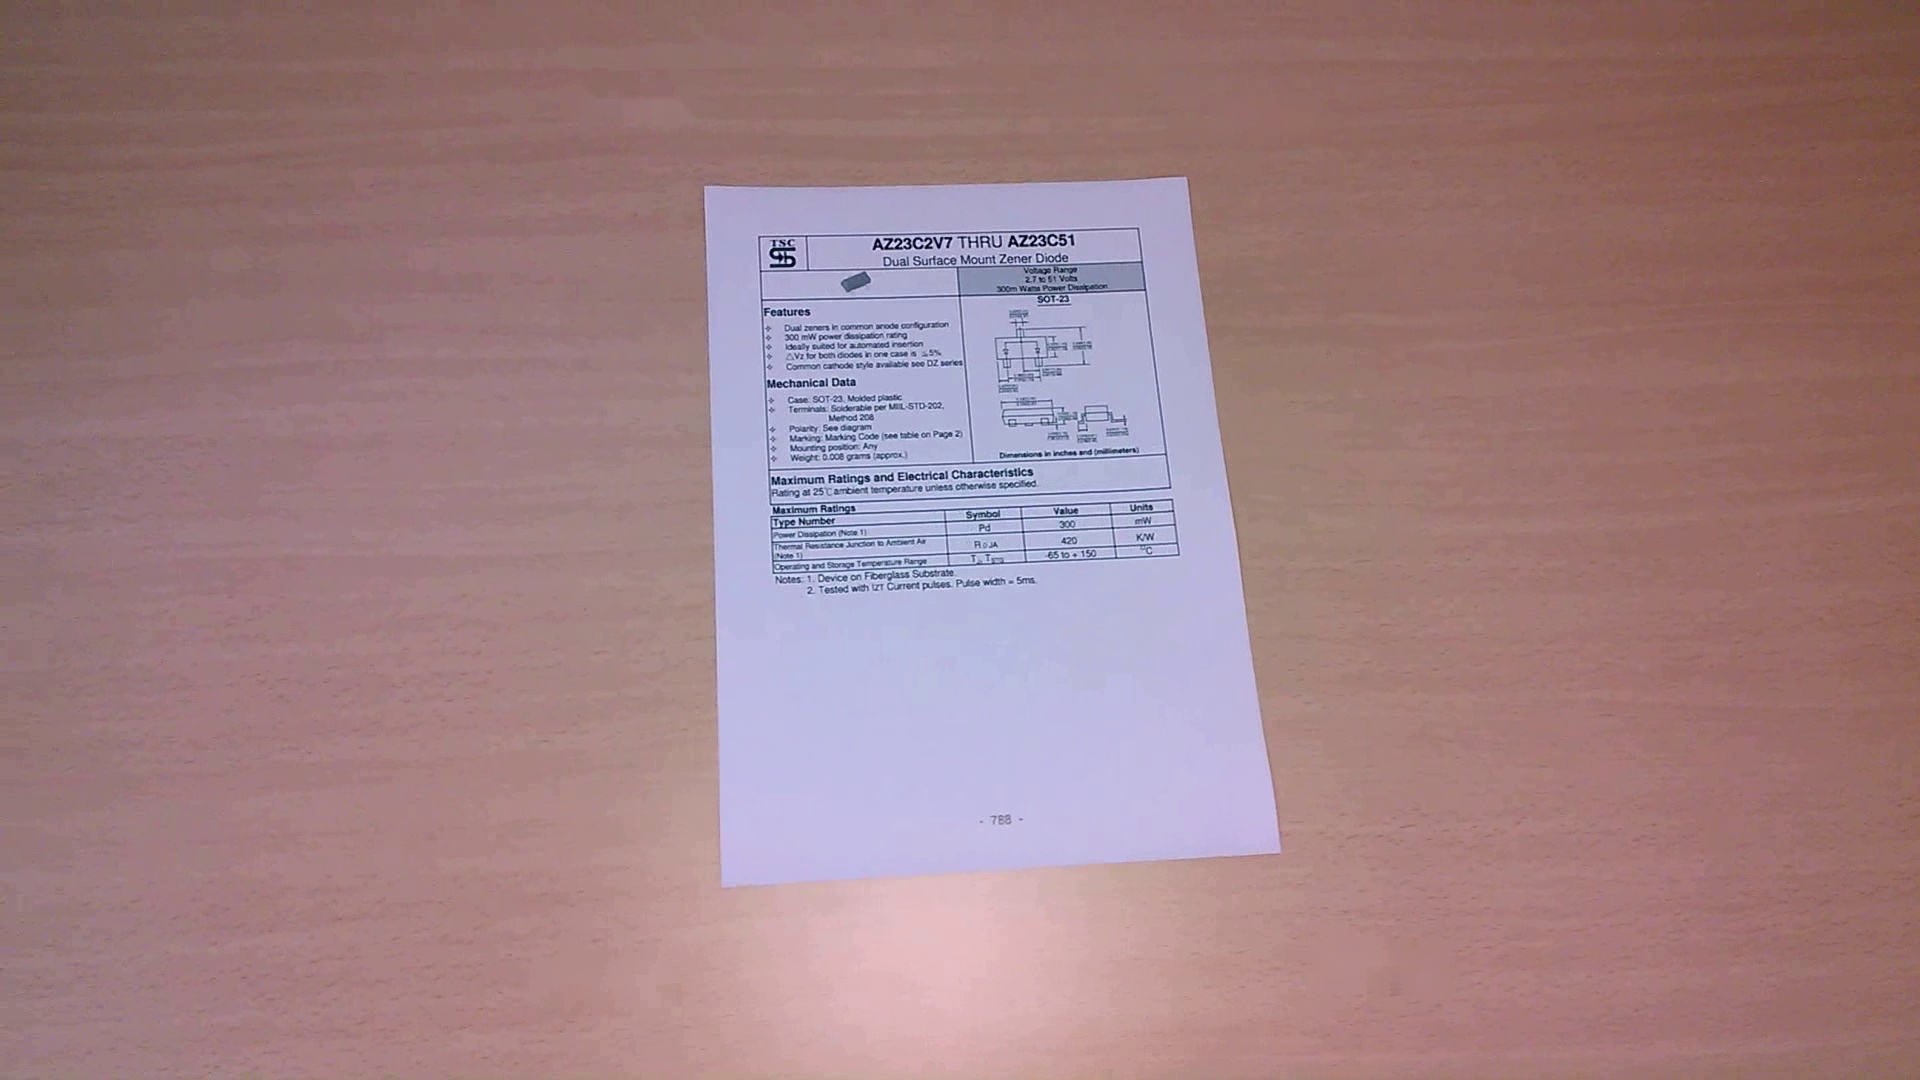 TSC
AZ23C2V7 THRU AZ23C51
Dual Surface Mount Zener Diode
Voltage Range
2.7 to 51 Volts
300m Watts Power Dissipation
SOT-23
Features
Dual zeners in common anode configuration
300 mW power dissipation rating
Ideally suited for automated insertion
△Vz for both diodes in one case is ≤5%
Common cathode style available see DZ series
Mechanical Data
Case: SOT-23, Molded plastic
Terminals: Solderable per MIIL-STD-202,
Method 208
Polarity: See diagram
Marking: Marking Code (see table on Page 2)
Mounting position: Any
Weight: 0.008 grams (approx.)
Dimensions in inches and (millimeters)
Maximum Ratings and Electrical Characteristics
Rating at 25℃ ambient temperature unless otherwise specified.
Maximum Ratings
Type Number Symbol Value Units
Power Dissipation (Note 1) Pd 300 mW
Thermal Resistance Junction to Ambient Air
(Note 1) RθJA 420 K/W
Operating and Storage Temperature Range TJ, TSTG -65 to + 150 °C
Notes: 1. Device on Fiberglass Substrate.
2. Tested with IZT Current pulses. Pulse width = 5ms.
- 788 -